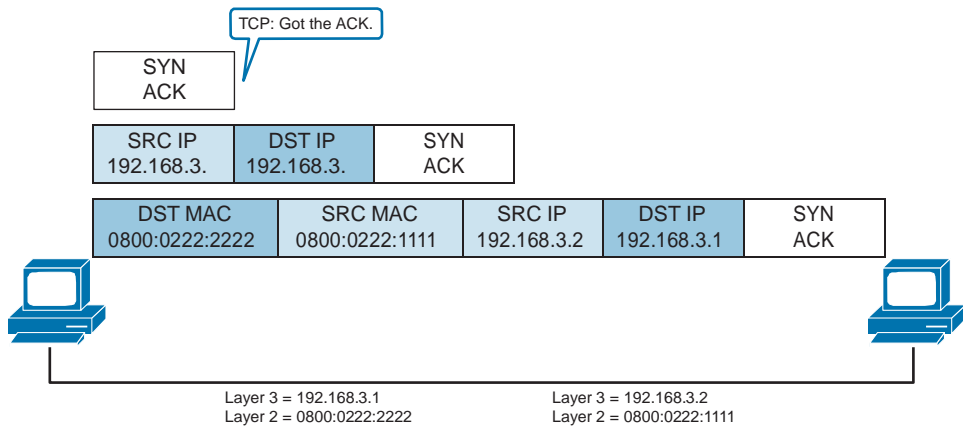 TCP: Got the ACK.
SYN
ACK
SRC IP
192.168.3.
DST IP
192.168.3.
SYN
ACK
DST MAC
0800:0222:2222
SRC MAC
0800:0222:1111
SRC IP
192.168.3.2
DST IP
192.168.3.1
SYN
ACK
Layer 3 = 192.168.3.1
Layer 2 = 0800:0222:2222
Layer 3 = 192.168.3.2
Layer 2 = 0800:0222:1111